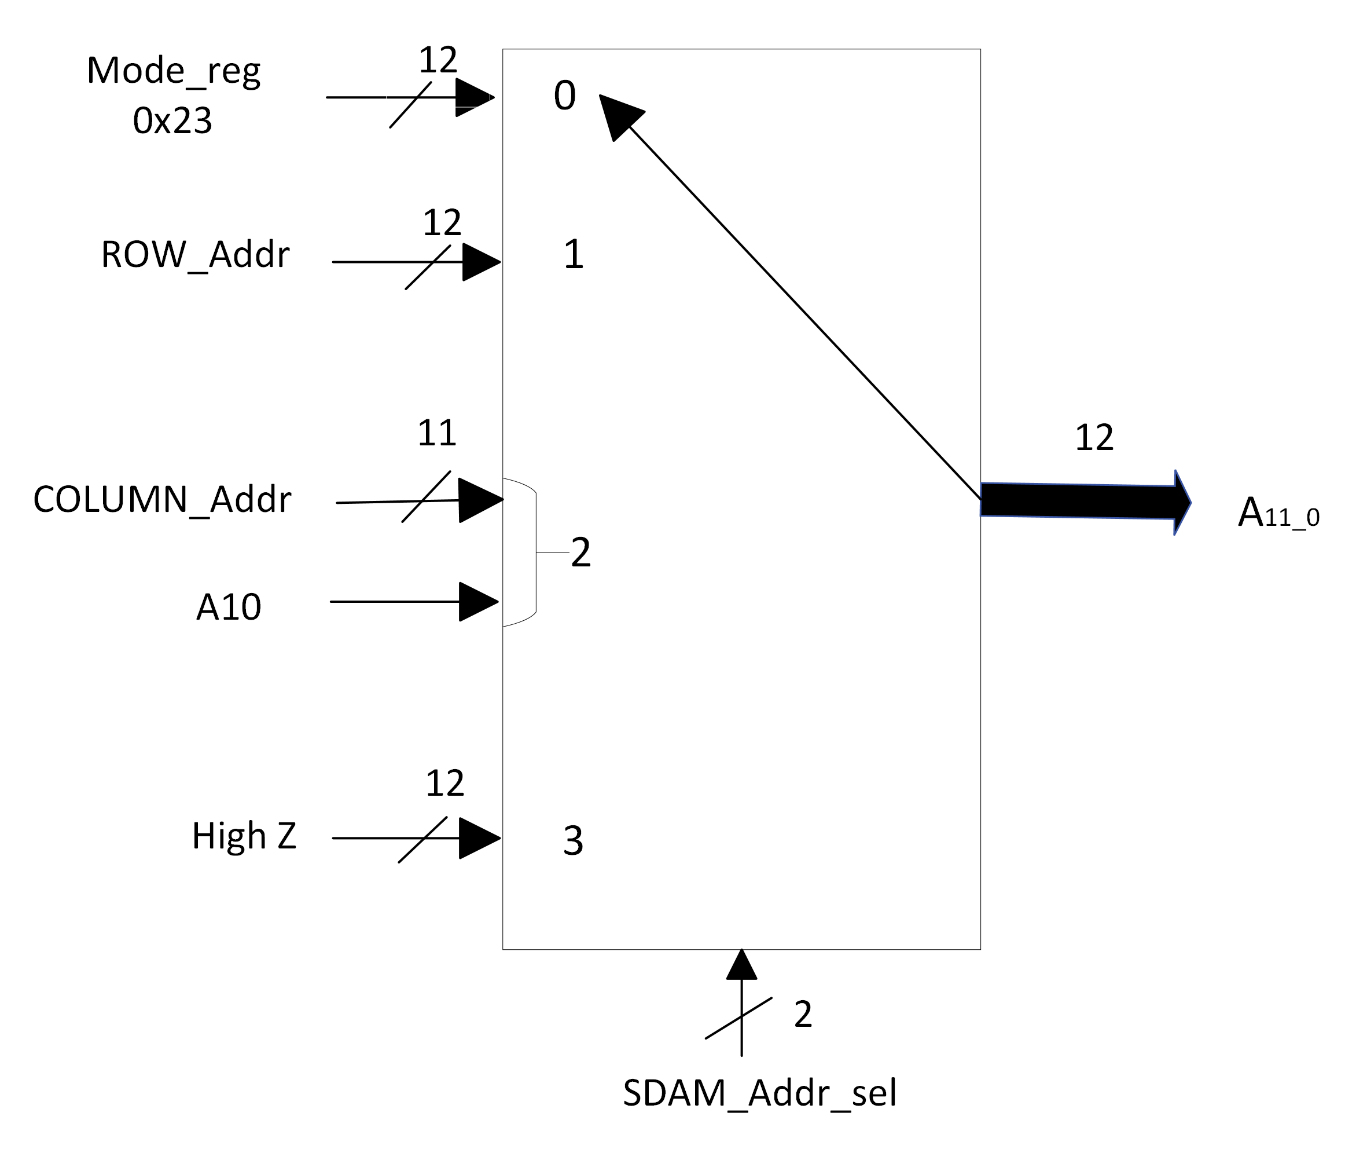 Mode_reg
0x23
12
0
ROW_Addr
12
1
COLUMN_Addr
11
2
A10
High Z
12
3
12
A11_0
2
SDAM_Addr_sel